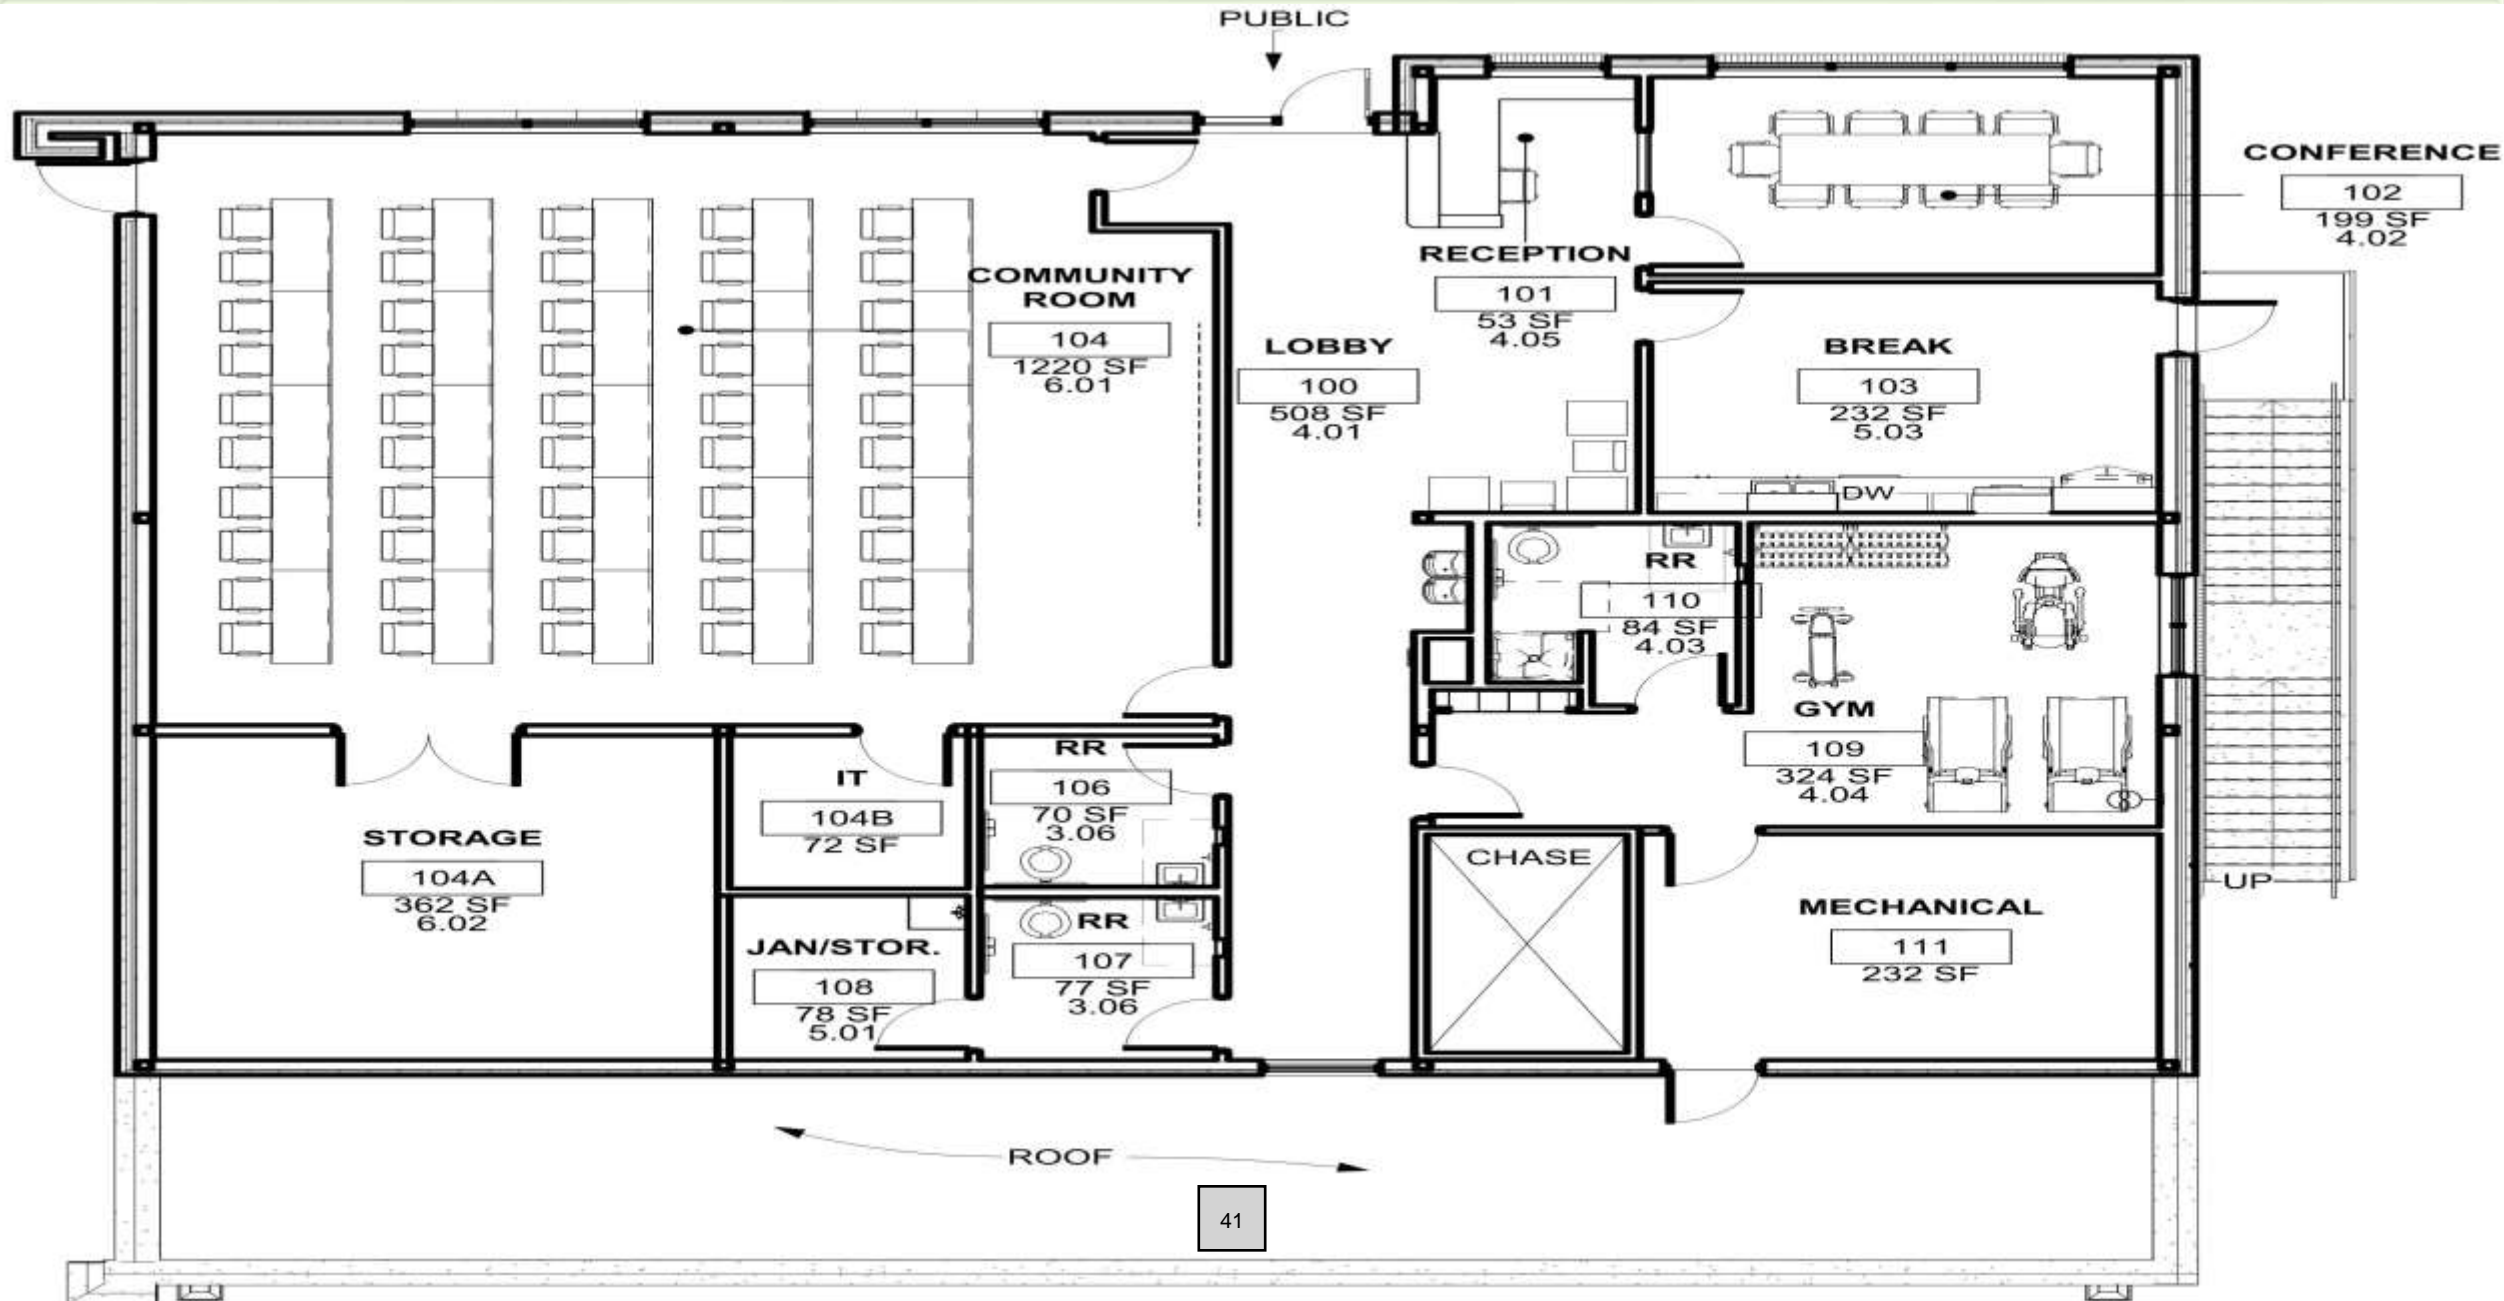 PUBLIC
CONFERENCE
102
199 SF
4.02
RECEPTION
101
53 SF
4.05
COMMUNITY
ROOM
104
1220 SF
6.01
LOBBY
100
508 SF
4.01
BREAK
103
232 SF
5.03
DW
RR
110
84 SF
4.03
GYM
109
324 SF
4.04
RR
106
70 SF
3.06
IT
104B
72 SF
STORAGE
104A
362 SF
6.02
CHASE
UP
MECHANICAL
111
232 SF
RR
107
77 SF
3.06
JAN/STOR.
108
78 SF
5.01
ROOF
41